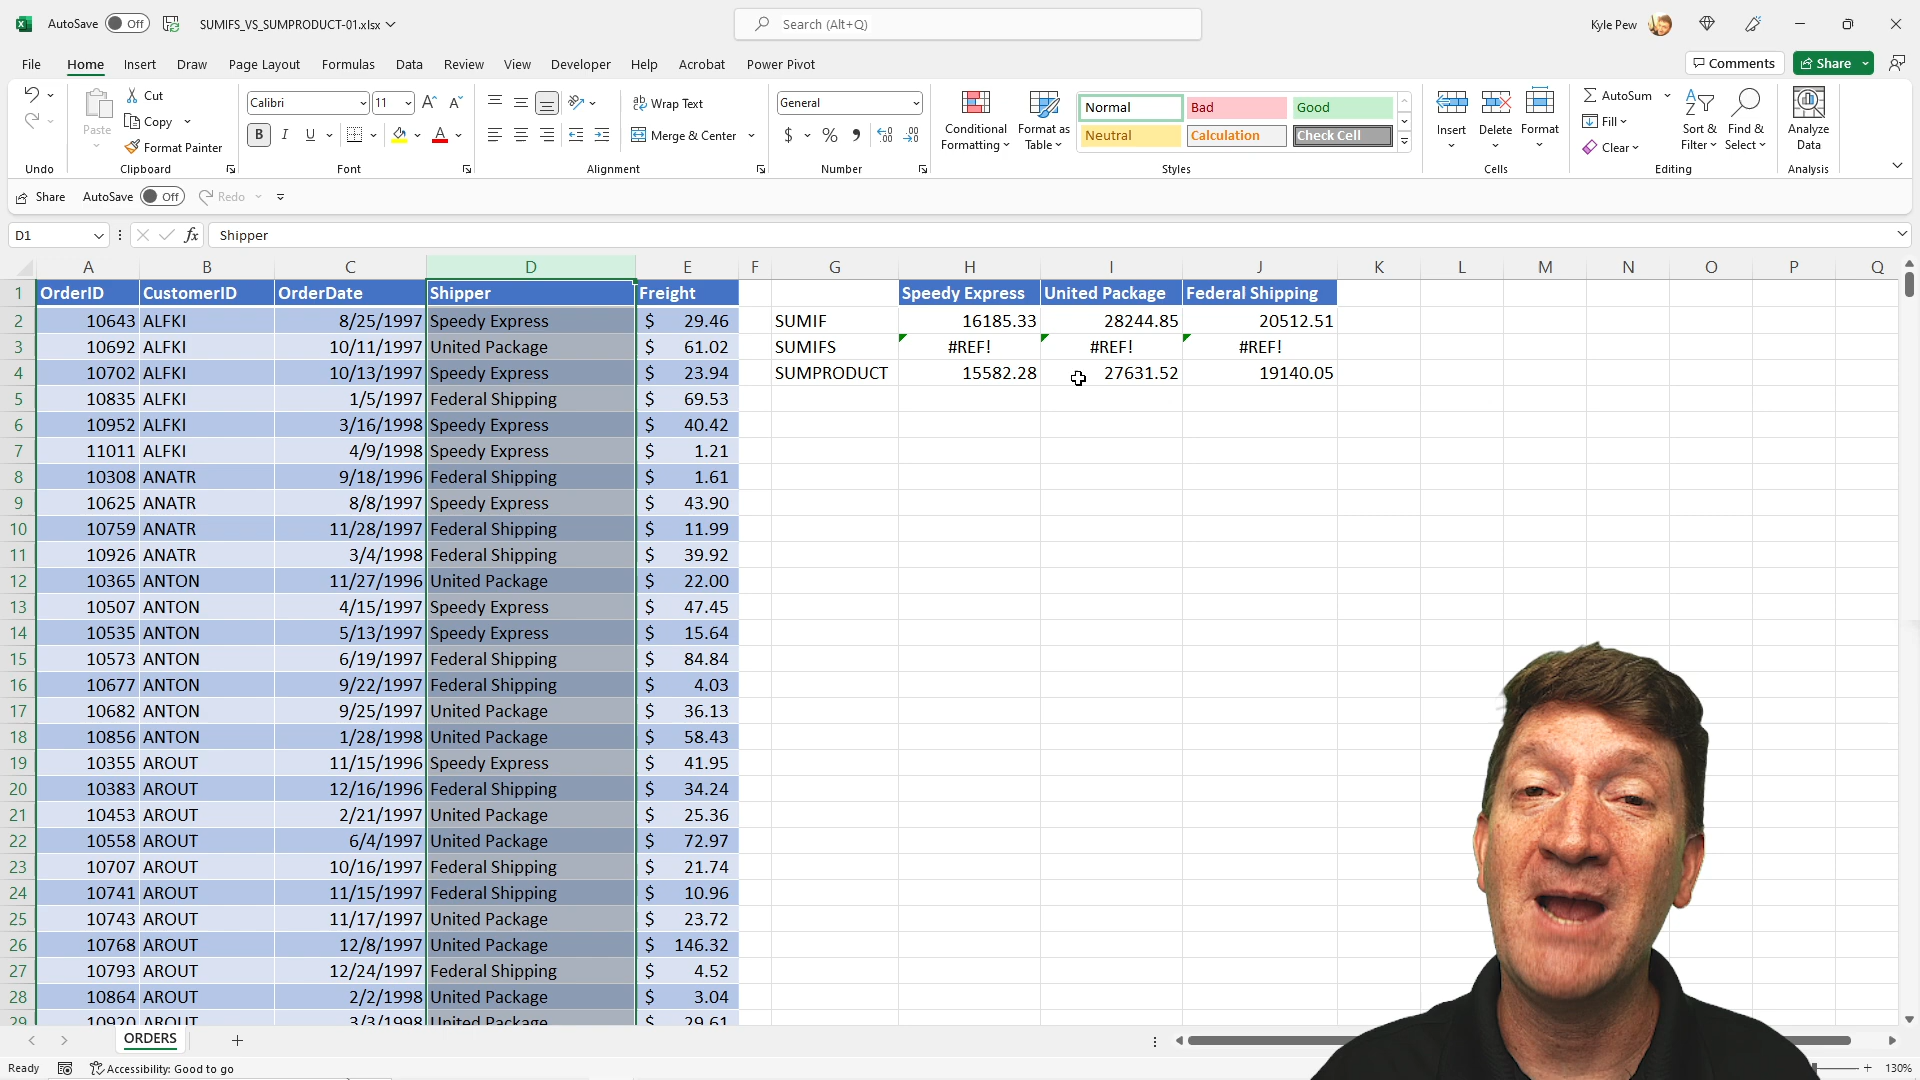 AutoSave Off SUMIFS_VS_SUMPRODUCT-01.xlsx Search (Alt+Q) Kyle Pew
File Home Insert Draw Page Layout Formulas Data Review View Developer Help Acrobat Power Pivot Comments Share
Paste Cut Copy Format Painter
Calibri 11 B I U A
Wrap Text Merge & Center
General $ % 9
Conditional Formatting Format as Table Normal Bad Good Neutral Calculation Check Cell
Insert Delete Format
AutoSum Fill Clear Sort & Filter Find & Select Analyze Data
Undo Clipboard Font Alignment Number Styles Cells Editing Analysis
Share AutoSave Off Redo
D1 fx Shipper
A B C D E F G H I J K L M N O P Q
1 OrderID CustomerID OrderDate Shipper Freight Speedy Express United Package Federal Shipping
2 10643 ALFKI 8/25/1997 Speedy Express $ 29.46 SUMIF 16185.33 28244.85 20512.51
3 10692 ALFKI 10/11/1997 United Package $ 61.02 SUMIFS #REF! #REF! #REF!
4 10702 ALFKI 10/13/1997 Speedy Express $ 23.94 SUMPRODUCT 15582.28 27631.52 19140.05
5 10835 ALFKI 1/5/1997 Federal Shipping $ 69.53
6 10952 ALFKI 3/16/1998 Speedy Express $ 40.42
7 11011 ALFKI 4/9/1998 Speedy Express $ 1.21
8 10308 ANATR 9/18/1996 Federal Shipping $ 1.61
9 10625 ANATR 8/8/1997 Speedy Express $ 43.90
10 10759 ANATR 11/28/1997 Federal Shipping $ 11.99
11 10926 ANATR 3/4/1998 Federal Shipping $ 39.92
12 10365 ANTON 11/27/1996 United Package $ 22.00
13 10507 ANTON 4/15/1997 Speedy Express $ 47.45
14 10535 ANTON 5/13/1997 Speedy Express $ 15.64
15 10573 ANTON 6/19/1997 Federal Shipping $ 84.84
16 10677 ANTON 9/22/1997 Federal Shipping $ 4.03
17 10682 ANTON 9/25/1997 United Package $ 36.13
18 10856 ANTON 1/28/1998 United Package $ 58.43
19 10355 AROUT 11/15/1996 Speedy Express $ 41.95
20 10383 AROUT 12/16/1996 Federal Shipping $ 34.24
21 10453 AROUT 2/21/1997 United Package $ 25.36
22 10558 AROUT 6/4/1997 United Package $ 72.97
23 10707 AROUT 10/16/1997 Federal Shipping $ 21.74
24 10741 AROUT 11/15/1997 Federal Shipping $ 10.96
25 10743 AROUT 11/17/1997 United Package $ 23.72
26 10768 AROUT 12/8/1997 United Package $ 146.32
27 10793 AROUT 12/24/1997 Federal Shipping $ 4.52
28 10864 AROUT 2/2/1998 United Package $ 3.04
29 10920 AROUT 3/3/1998 United Package $ 29.61
ORDERS
Ready Accessibility: Good to go 130%